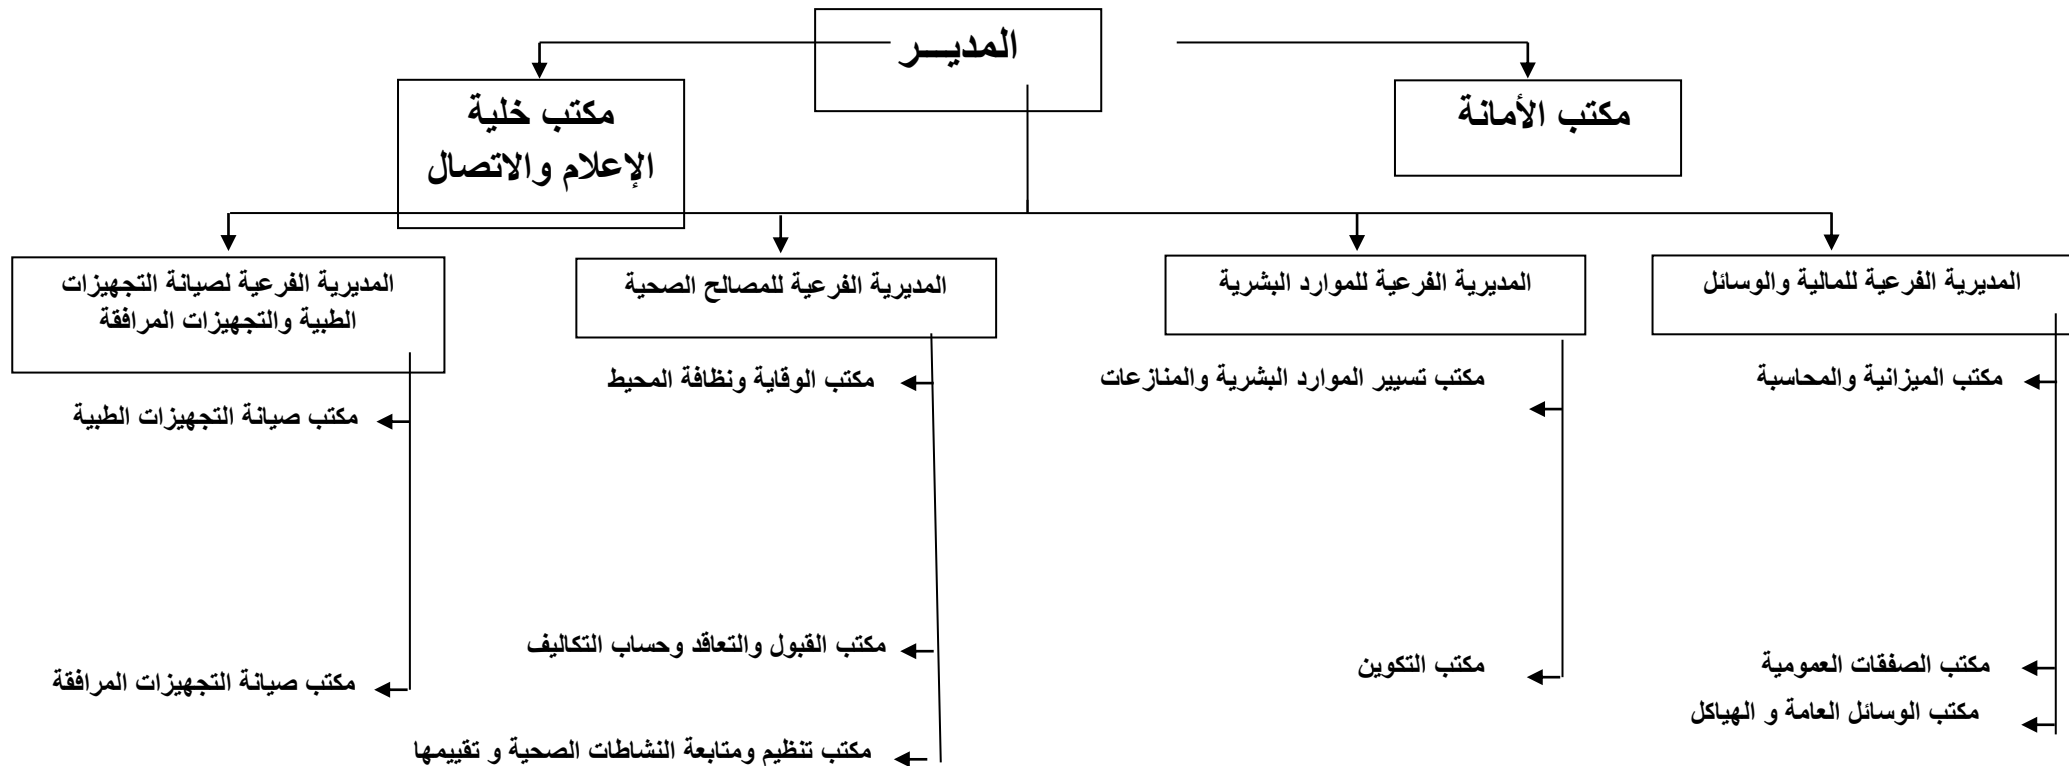 المديـــر
مكتب الأمانة
مكتب خلية
الإعلام والاتصال
المديرية الفرعية للمالية والوسائل
المديرية الفرعية للموارد البشرية
المديرية الفرعية للمصالح الصحية
المديرية الفرعية لصيانة التجهيزات
الطبية والتجهيزات المرافقة
مكتب الميزانية والمحاسبة
مكتب الصفقات العمومية
مكتب الوسائل العامة و الهياكل
مكتب تسيير الموارد البشرية والمنازعات
مكتب التكوين
مكتب الوقاية ونظافة المحيط
مكتب القبول والتعاقد وحساب التكاليف
مكتب تنظيم ومتابعة النشاطات الصحية و تقييمها
مكتب صيانة التجهيزات الطبية
مكتب صيانة التجهيزات المرافقة